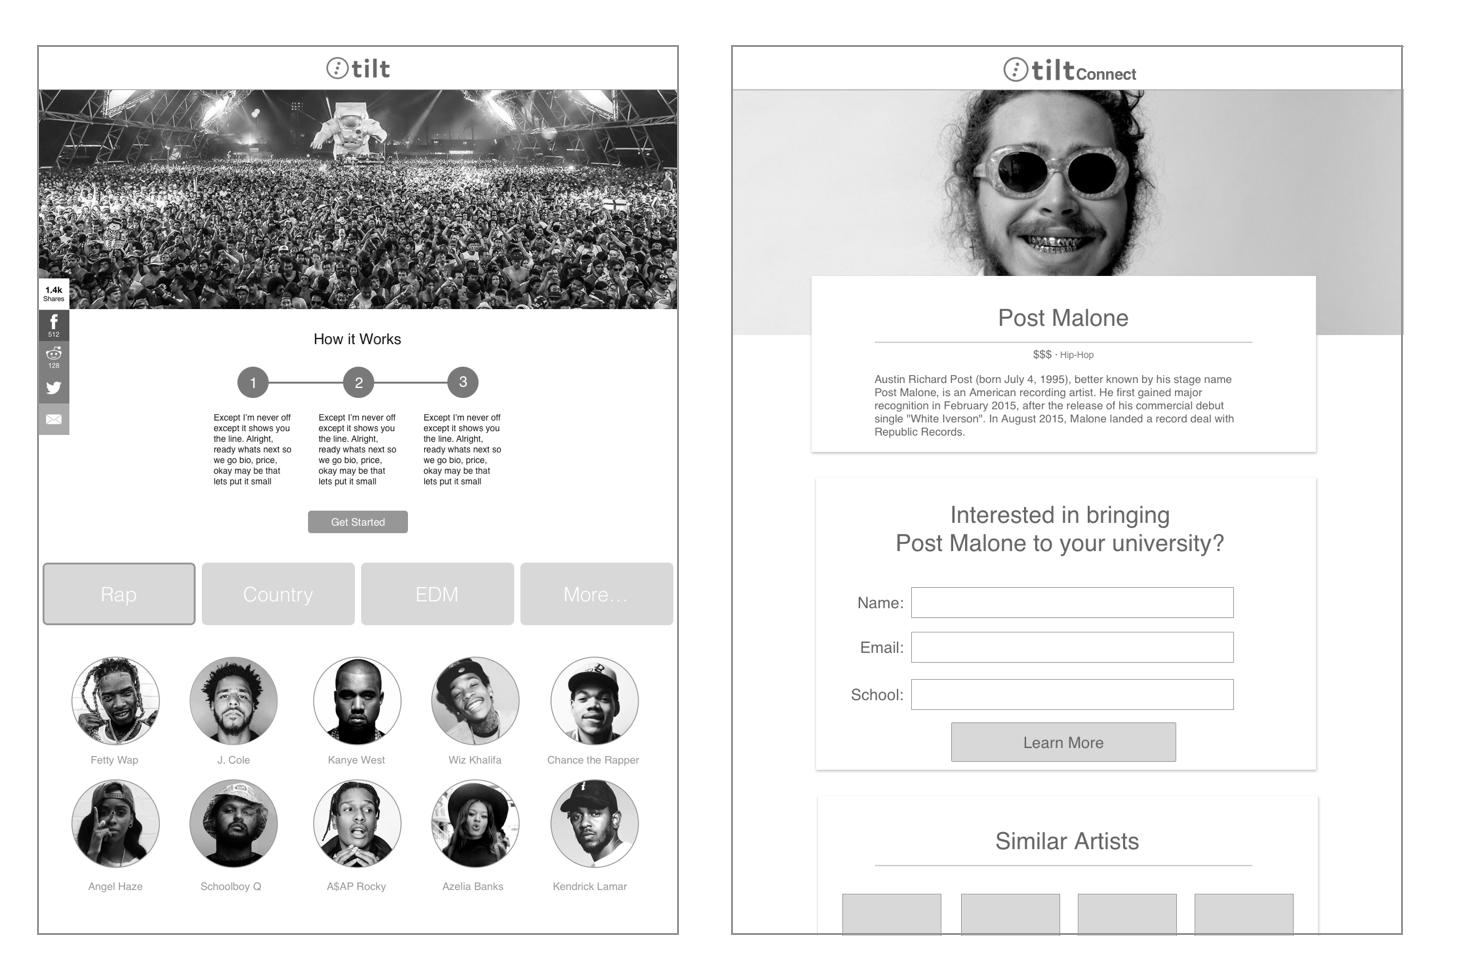 tilt
1.4k
Shares
512
128
How it Works
1 2 3
Except I'm never off
except it shows you
the line. Alright,
ready whats next so
we go bio, price,
okay may be that
lets put it small
Except I'm never off
except it shows you
the line. Alright,
ready whats next so
we go bio, price,
okay may be that
lets put it small
Except I'm never off
except it shows you
the line. Alright,
ready whats next so
we go bio, price,
okay may be that
lets put it small
Get Started
Rap Country EDM More...
Fetty Wap J. Cole Kanye West Wiz Khalifa Chance the Rapper
Angel Haze Schoolboy Q A$AP Rocky Azelia Banks Kendrick Lamar
tilt Connect
Post Malone
$$$ · Hip-Hop
Austin Richard Post (born July 4, 1995), better known by his stage name
Post Malone, is an American recording artist. He first gained major
recognition in February 2015, after the release of his commercial debut
single "White Iverson". In August 2015, Malone landed a record deal with
Republic Records.
Interested in bringing
Post Malone to your university?
Name:
Email:
School:
Learn More
Similar Artists